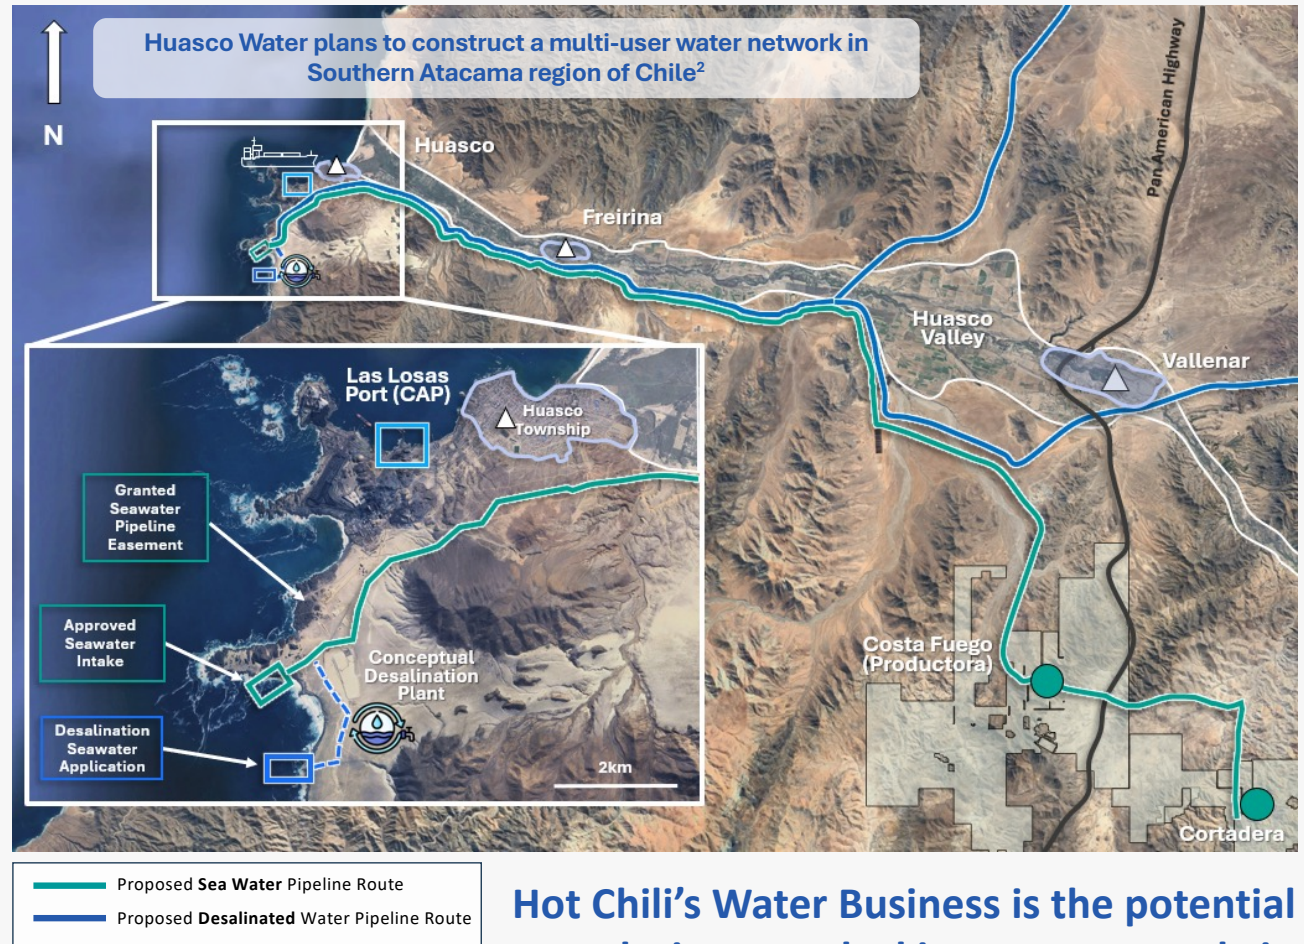 Huasco Water plans to construct a multi-user water network in
Southern Atacama region of Chile²
N
Pan American Highway
Huasco
Freirina
Huasco
Valley
Vallenar
Las Losas
Port (CAP)
Huasco
Township
Granted
Seawater
Pipeline
Easement
Approved
Seawater
Intake
Conceptual
Desalination
Plant
Desalination
Seawater
Application
2km
Costa Fuego
(Productora)
Cortadera
Proposed Sea Water Pipeline Route
Proposed Desalinated Water Pipeline Route
Hot Chili's Water Business is the potential